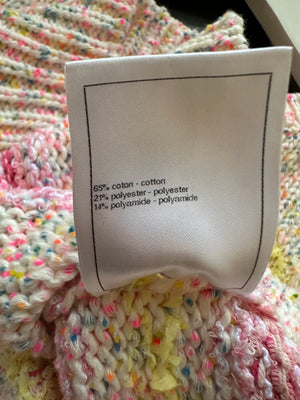 65% coton - cotton
21% polyester - polyester
14% polyamide - polyamide